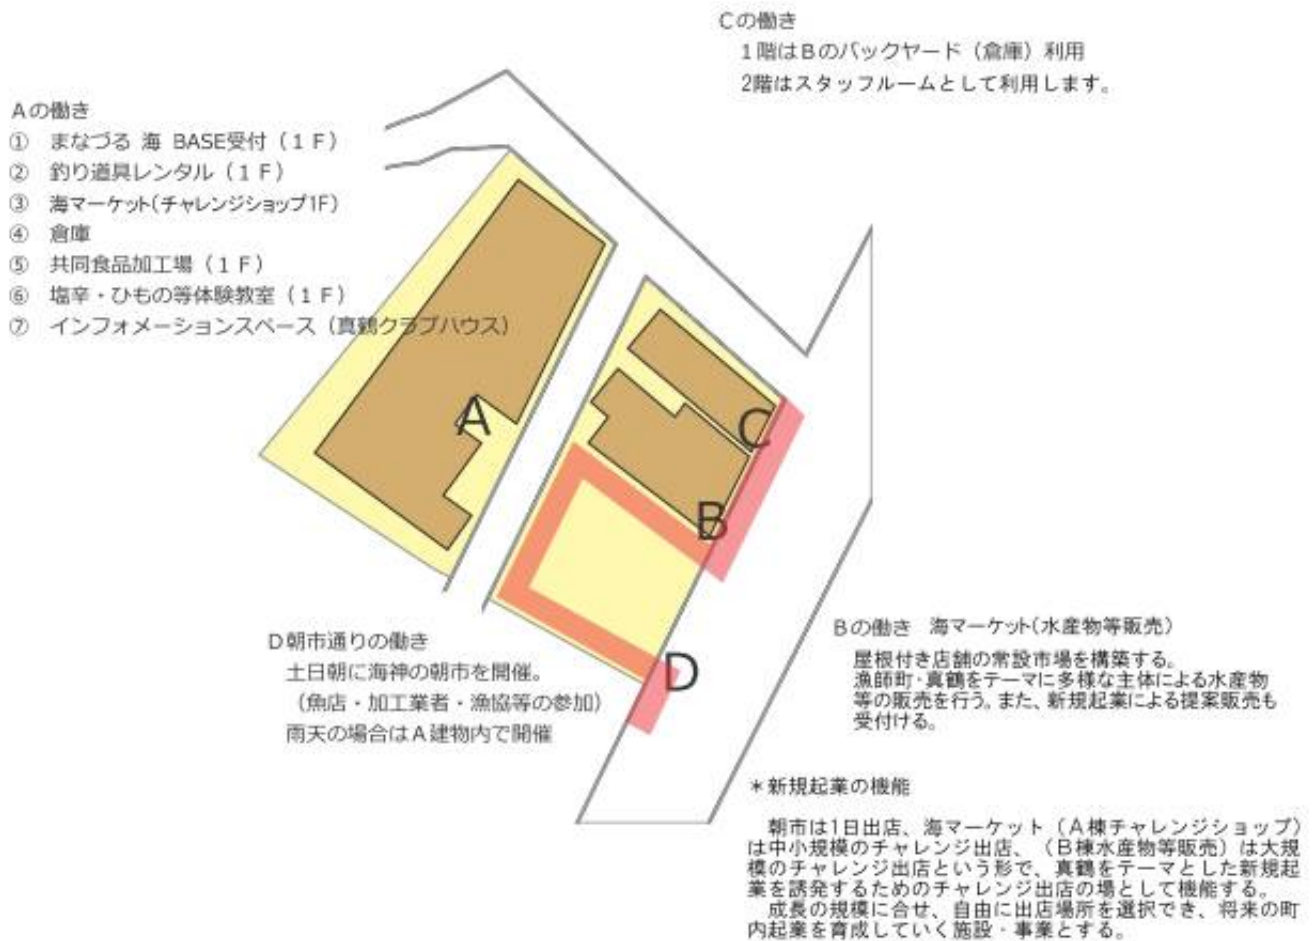 Cの働き
1階はBのバックヤード（倉庫）利用
2階はスタッフルームとして利用します。
Aの働き
① まなづる 海 BASE受付（1F）
② 釣り道具レンタル（1F）
③ 海マーケット(チャレンジショップ1F)
④ 倉庫
⑤ 共同食品加工場（1F）
⑥ 塩辛・ひもの等体験教室（1F）
⑦ インフォメーションスペース（真鶴クラブハウス）
A
C
B
D
D朝市通りの働き
土日朝に海神の朝市を開催。
（魚店・加工業者・漁協等の参加）
雨天の場合はA建物内で開催
Bの働き 海マーケット(水産物等販売)
屋根付き店舗の常設市場を構築する。
漁師町・真鶴をテーマに多様な主体による水産物
等の販売を行う。また、新規起業による提案販売も
受付ける。
＊新規起業の機能
朝市は1日出店、海マーケット（A棟チャレンジショップ）
は中小規模のチャレンジ出店、（B棟水産物等販売）は大規
模のチャレンジ出店という形で、真鶴をテーマとした新規起
業を誘発するためのチャレンジ出店の場として機能する。
成長の規模に合せ、自由に出店場所を選択でき、将来の町
内起業を育成していく施設・事業とする。